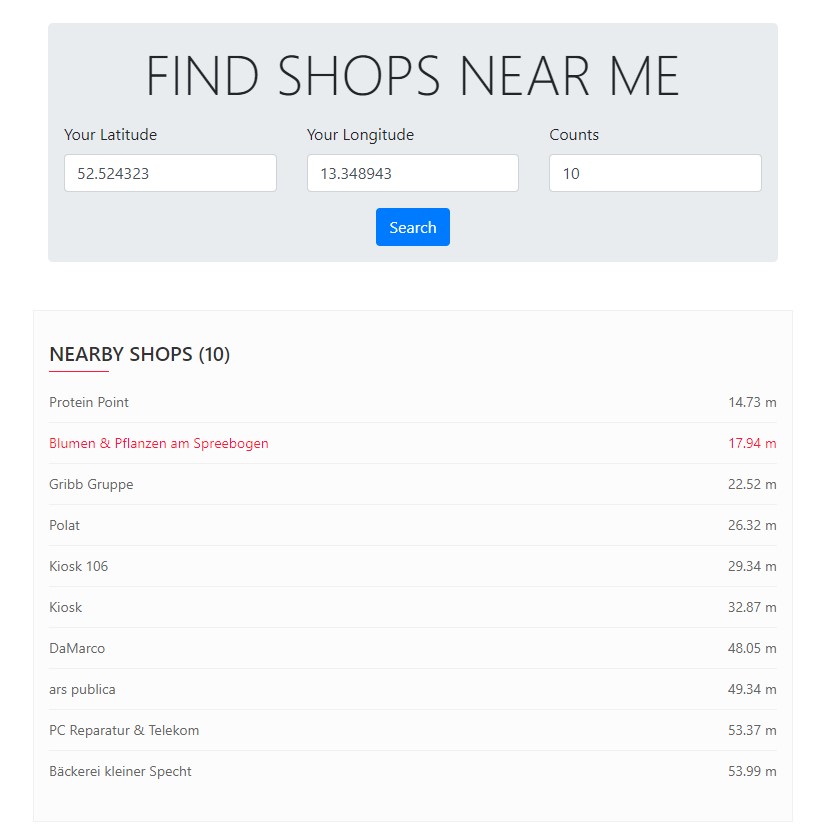 FIND SHOPS NEAR ME
Your Latitude Your Longitude Counts
52.524323 13.348943 10
Search
NEARBY SHOPS (10)
Protein Point 14.73 m
Blumen & Pflanzen am Spreebogen 17.94 m
Gribb Gruppe 22.52 m
Polat 26.32 m
Kiosk 106 29.34 m
Kiosk 32.87 m
DaMarco 48.05 m
ars publica 49.34 m
PC Reparatur & Telekom 53.37 m
Bäckerei kleiner Specht 53.99 m